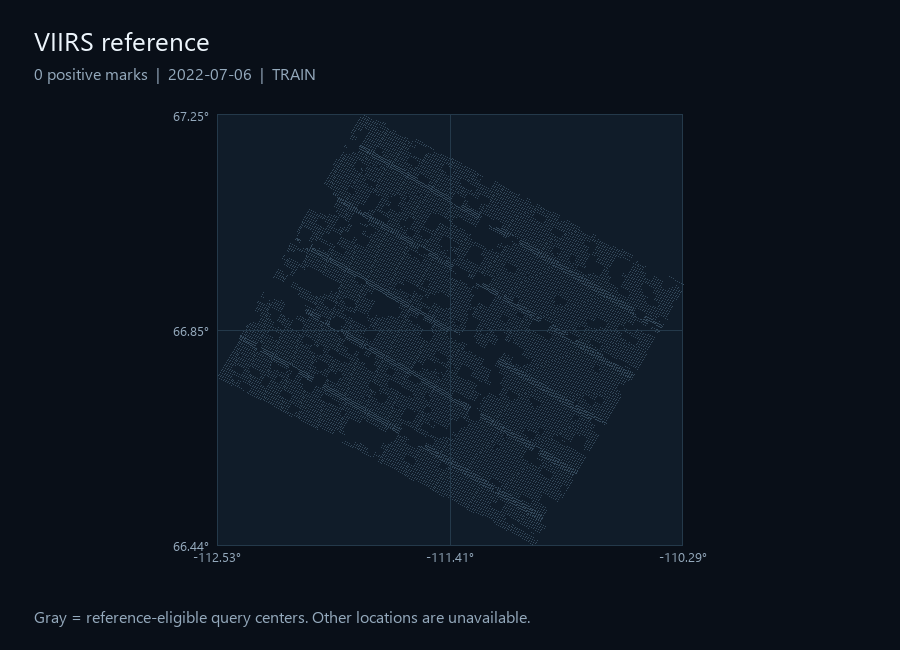 VIIRS reference
0 positive marks | 2022-07-06 | TRAIN
67.25°
66.85°
66.44°
-112.53°
-111.41°
-110.29°
Gray = reference-eligible query centers. Other locations are unavailable.